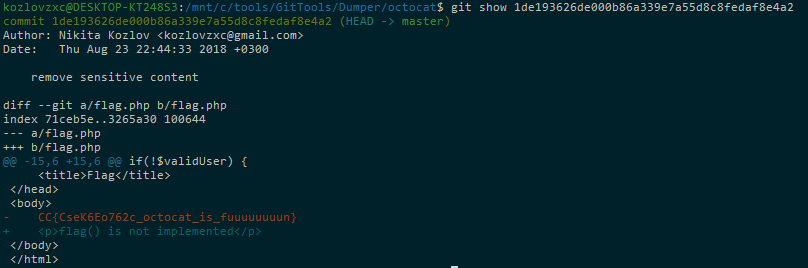 kozlovzxc@DESKTOP-KT248S3:/mnt/c/tools/GitTools/Dumper/octocat$ git show 1de193626de000b86a339e7a55d8c8fedaf8e4a2
commit 1de193626de000b86a339e7a55d8c8fedaf8e4a2 (HEAD -> master)
Author: Nikita Kozlov <kozlovzxc@gmail.com>
Date:   Thu Aug 23 22:44:33 2018 +0300

    remove sensitive content

diff --git a/flag.php b/flag.php
index 71ceb5e..3265a30 100644
--- a/flag.php
+++ b/flag.php
@@ -15,6 +15,6 @@ if(!$validUser) {
     <title>Flag</title>
 </head>
 <body>
-    CC{CseK6Eo762c_octocat_is_fuuuuuuuun}
+    <p>flag() is not implemented</p>
 </body>
 </html>